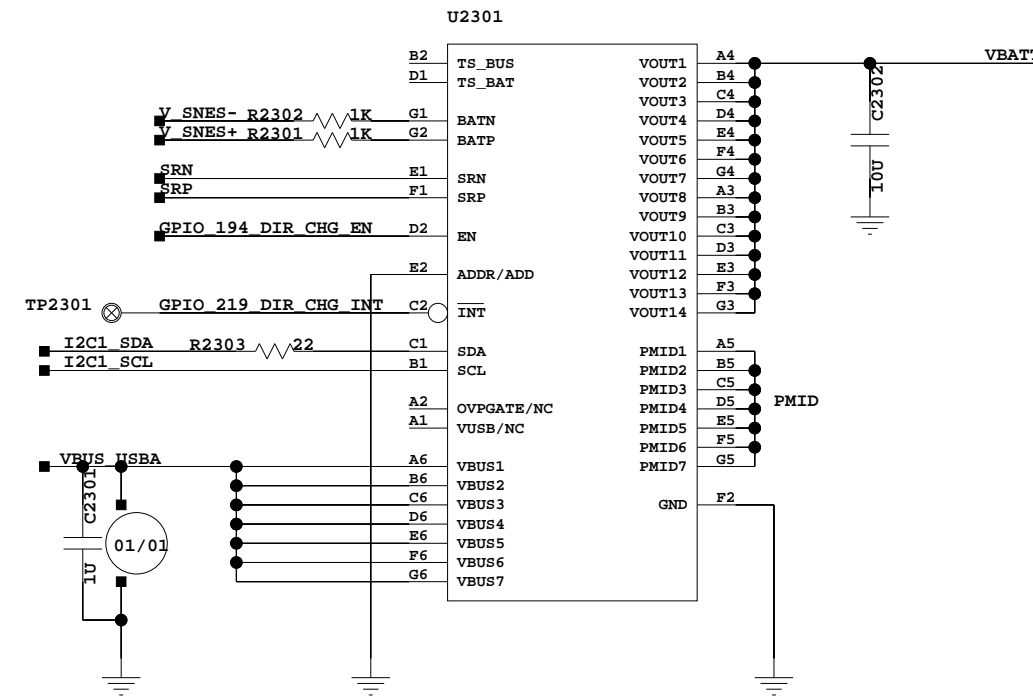 U2301
B2 TS_BUS VOUT1 A4 VBATT
D1 TS_BAT VOUT2 B4
VOUT3 C4
V_SNES- R2302 1K G1 BATN VOUT4 D4
V_SNES+ R2301 1K G2 BATP VOUT5 E4
VOUT6 F4
SRN E1 SRN VOUT7 G4
SRP F1 SRP VOUT8 A3
VOUT9 B3
GPIO_194_DIR_CHG_EN D2 EN VOUT10 C3
VOUT11 D3
E2 ADDR/ADD VOUT12 E3
VOUT13 F3
TP2301 GPIO_219_DIR_CHG_INT C2 INT VOUT14 G3
C2302
10U
I2C1_SDA R2303 22 C1 SDA PMID1 A5
I2C1_SCL B1 SCL PMID2 B5
PMID3 C5
A2 OVPGATE/NC PMID4 D5 PMID
A1 VUSB/NC PMID5 E5
PMID6 F5
VBUS_USBA A6 VBUS1 PMID7 G5
B6 VBUS2
C6 VBUS3 GND F2
D6 VBUS4
E6 VBUS5
F6 VBUS6
G6 VBUS7
C2301
1U
01/01